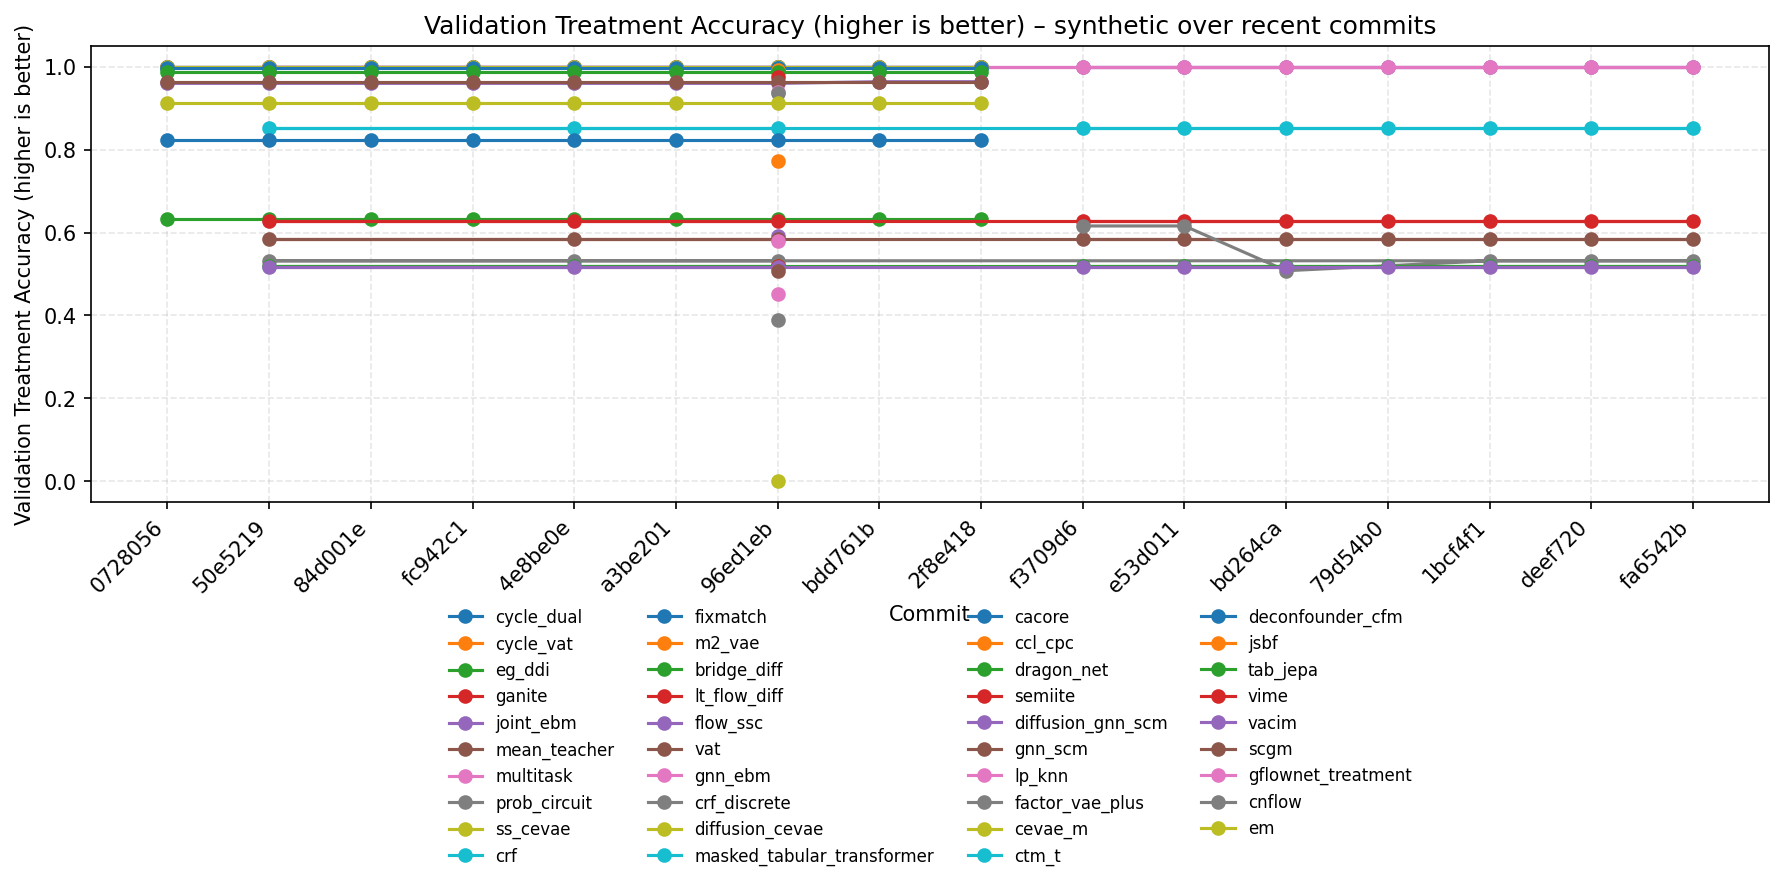 Validation Treatment Accuracy (higher is better) – synthetic over recent commits
Validation Treatment Accuracy (higher is better)
1.0
0.8
0.6
0.4
0.2
0.0
0728056
50e5219
84d001e
fc942c1
4e8be0e
a3be201
96ed1eb
bdd761b
2f8e418
f3709d6
e53d011
bd264ca
79d54b0
1bcf4f1
deef720
fa6542b
Commit
cycle_dual
cycle_vat
eg_ddi
ganite
joint_ebm
mean_teacher
multitask
prob_circuit
ss_cevae
crf
fixmatch
m2_vae
bridge_diff
lt_flow_diff
flow_ssc
vat
gnn_ebm
crf_discrete
diffusion_cevae
masked_tabular_transformer
cacore
ccl_cpc
dragon_net
semiite
diffusion_gnn_scm
gnn_scm
lp_knn
factor_vae_plus
cevae_m
ctm_t
deconfounder_cfm
jsbf
tab_jepa
vime
vacim
scgm
gflownet_treatment
cnflow
em